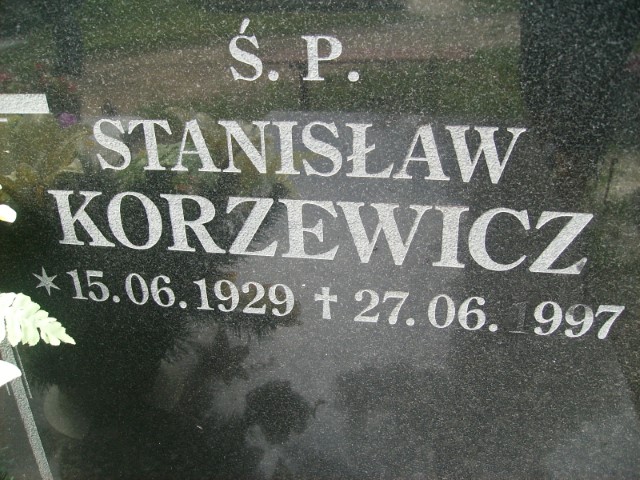 Ś. P.
STANISŁAW
KORZEWICZ
* 15.06.1929 † 27.06.1997